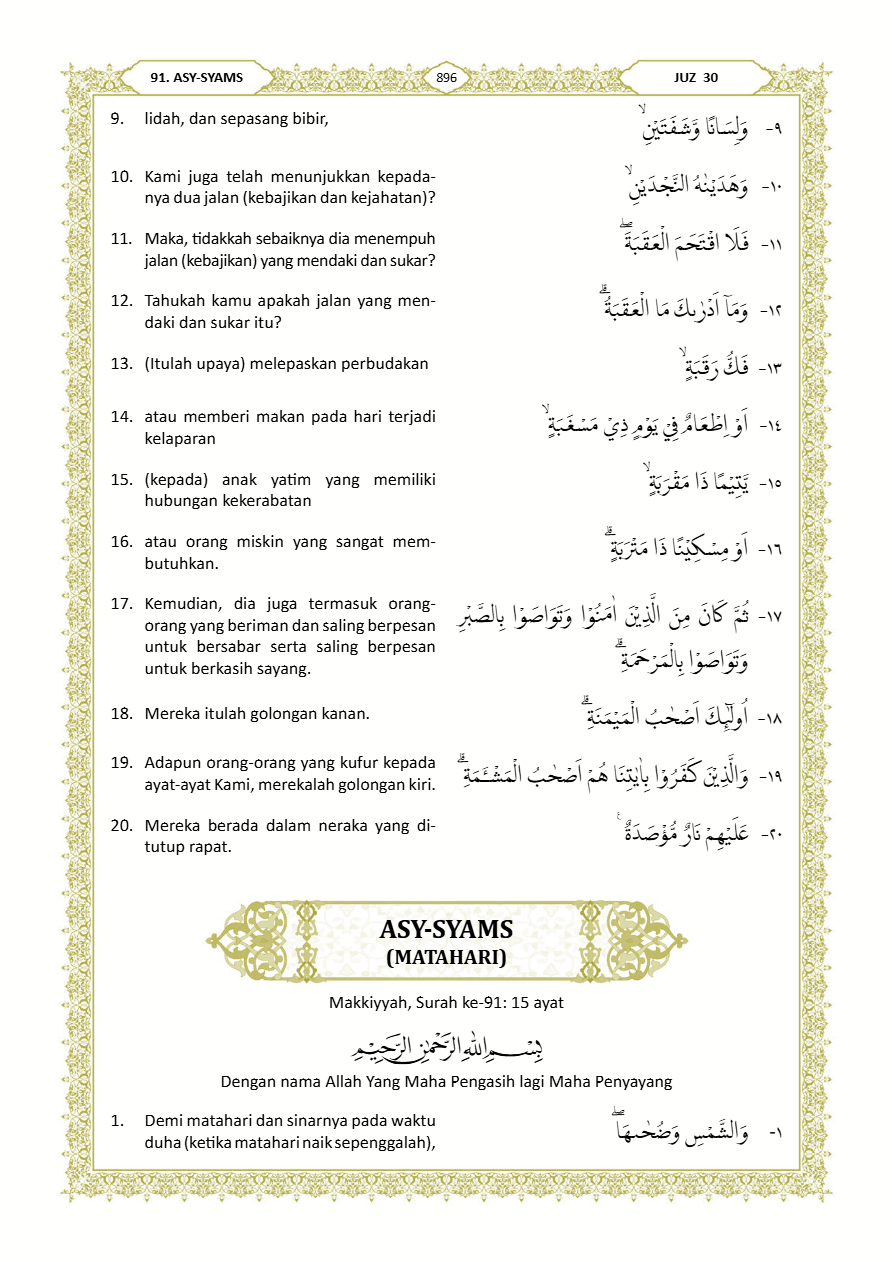 91. ASY-SYAMS
896
JUZ 30
9. lidah, dan sepasang bibir,
٩- وَلِسَانًا وَّشَفَتَيْنِۙ
10. Kami juga telah menunjukkan kepada-
nya dua jalan (kebajikan dan kejahatan)?
١٠- وَهَدَيْنٰهُ النَّجْدَيْنِۙ
11. Maka, tidakkah sebaiknya dia menempuh
jalan (kebajikan) yang mendaki dan sukar?
١١- فَلَا اقْتَحَمَ الْعَقَبَةَۖ
12. Tahukah kamu apakah jalan yang men-
daki dan sukar itu?
١٢- وَمَآ اَدْرٰىكَ مَا الْعَقَبَةُۗ
13. (Itulah upaya) melepaskan perbudakan
١٣- فَكُّ رَقَبَةٍۙ
14. atau memberi makan pada hari terjadi
kelaparan
١٤- اَوْ اِطْعَامٌ فِيْ يَوْمٍ ذِيْ مَسْغَبَةٍۙ
15. (kepada) anak yatim yang memiliki
hubungan kekerabatan
١٥- يَّتِيْمًا ذَا مَقْرَبَةٍۙ
16. atau orang miskin yang sangat mem-
butuhkan.
١٦- اَوْ مِسْكِيْنًا ذَا مَتْرَبَةٍۗ
17. Kemudian, dia juga termasuk orang-
orang yang beriman dan saling berpesan
untuk bersabar serta saling berpesan
untuk berkasih sayang.
١٧- ثُمَّ كَانَ مِنَ الَّذِيْنَ اٰمَنُوْا وَتَوَاصَوْا بِالصَّبْرِ
وَتَوَاصَوْا بِالْمَرْحَمَةِۗ
18. Mereka itulah golongan kanan.
١٨- اُولٰۤىِٕكَ اَصْحٰبُ الْمَيْمَنَةِۗ
19. Adapun orang-orang yang kufur kepada
ayat-ayat Kami, merekalah golongan kiri.
١٩- وَالَّذِيْنَ كَفَرُوْا بِاٰيٰتِنَا هُمْ اَصْحٰبُ الْمَشْـَٔمَةِۗ
20. Mereka berada dalam neraka yang di-
tutup rapat.
٢٠- عَلَيْهِمْ نَارٌ مُّؤْصَدَةٌ ࣖ
ASY-SYAMS
(MATAHARI)
Makkiyyah, Surah ke-91: 15 ayat
بِسْمِ اللّٰهِ الرَّحْمٰنِ الرَّحِيْمِ
Dengan nama Allah Yang Maha Pengasih lagi Maha Penyayang
1. Demi matahari dan sinarnya pada waktu
duha (ketika matahari naik sepenggalah),
١- وَالشَّمْسِ وَضُحٰىهَاۖ